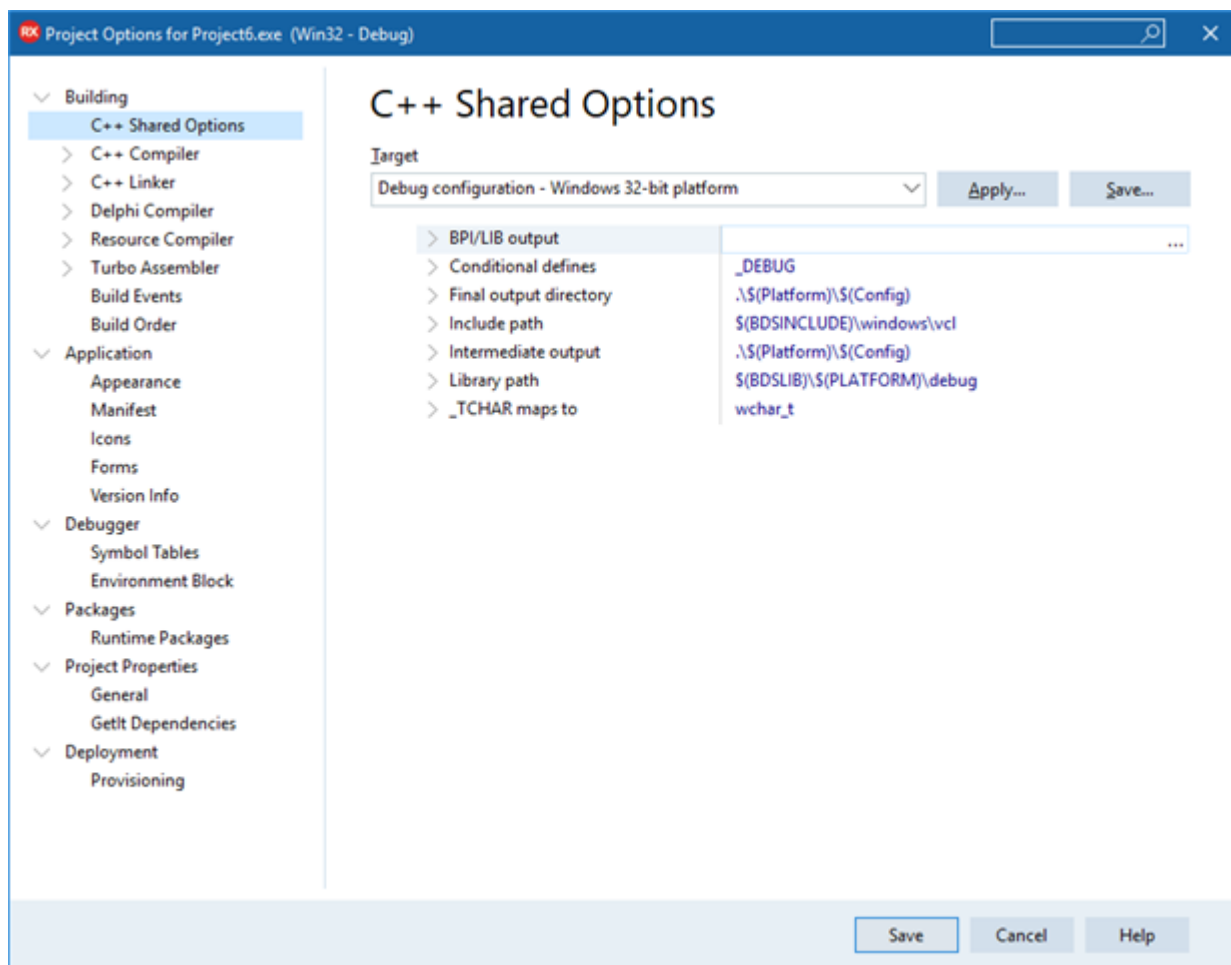 RX Project Options for Project6.exe (Win32 - Debug)
Building
C++ Shared Options
C++ Compiler
C++ Linker
Delphi Compiler
Resource Compiler
Turbo Assembler
Build Events
Build Order
Application
Appearance
Manifest
Icons
Forms
Version Info
Debugger
Symbol Tables
Environment Block
Packages
Runtime Packages
Project Properties
General
GetIt Dependencies
Deployment
Provisioning
C++ Shared Options
Target
Debug configuration - Windows 32-bit platform Apply... Save...
BPI/LIB output ...
Conditional defines _DEBUG
Final output directory .\$(Platform)\$(Config)
Include path $(BDSINCLUDE)\windows\vcl
Intermediate output .\$(Platform)\$(Config)
Library path $(BDSLIB)\$(PLATFORM)\debug
_TCHAR maps to wchar_t
Save Cancel Help